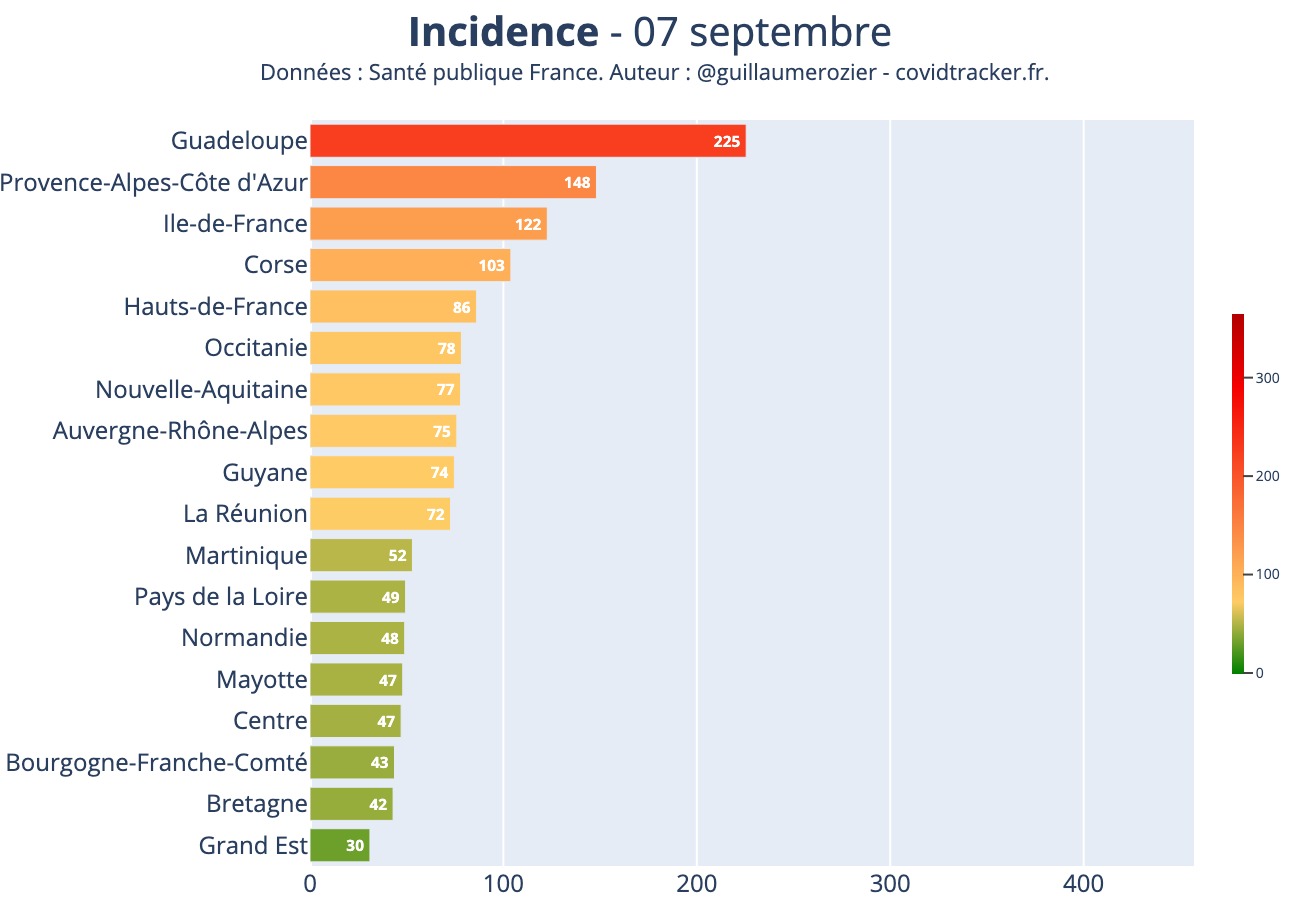 Incidence - 07 septembre
Données : Santé publique France. Auteur : @guillaumerozier - covidtracker.fr.
Guadeloupe 225
Provence-Alpes-Côte d'Azur 148
Ile-de-France 122
Corse 103
Hauts-de-France 86
Occitanie 78
Nouvelle-Aquitaine 77
Auvergne-Rhône-Alpes 75
Guyane 74
La Réunion 72
Martinique 52
Pays de la Loire 49
Normandie 48
Mayotte 47
Centre 47
Bourgogne-Franche-Comté 43
Bretagne 42
Grand Est 30
0 100 200 300 400
300
200
100
0